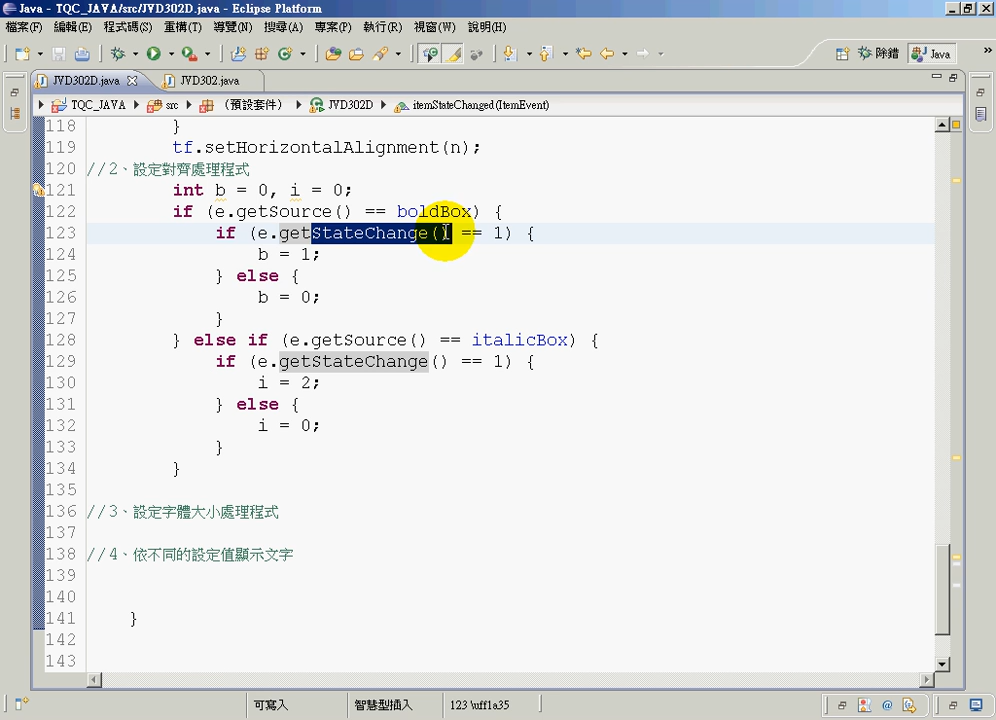 Java - TQC_JAVA/src/JVD302D.java - Eclipse Platform
檔案(F) 編輯(E) 程式碼(S) 重構(T) 導覽(N) 搜尋(A) 專案(P) 執行(R) 視窗(W) 說明(H)
除錯 Java
JVD302D.java JVD302.java
TQC_JAVA src (預設套件) JVD302D itemStateChanged(ItemEvent)
118 }
119 tf.setHorizontalAlignment(n);
120 //2、設定對齊處理程式
121 int b = 0, i = 0;
122 if (e.getSource() == boldBox) {
123 if (e.getStateChange() == 1) {
124 b = 1;
125 } else {
126 b = 0;
127 }
128 } else if (e.getSource() == italicBox) {
129 if (e.getStateChange() == 1) {
130 i = 2;
131 } else {
132 i = 0;
133 }
134 }
135
136 //3、設定字體大小處理程式
137
138 //4、依不同的設定值顯示文字
139
140
141 }
142
143
可寫入 智慧型插入 123 \uff1a35